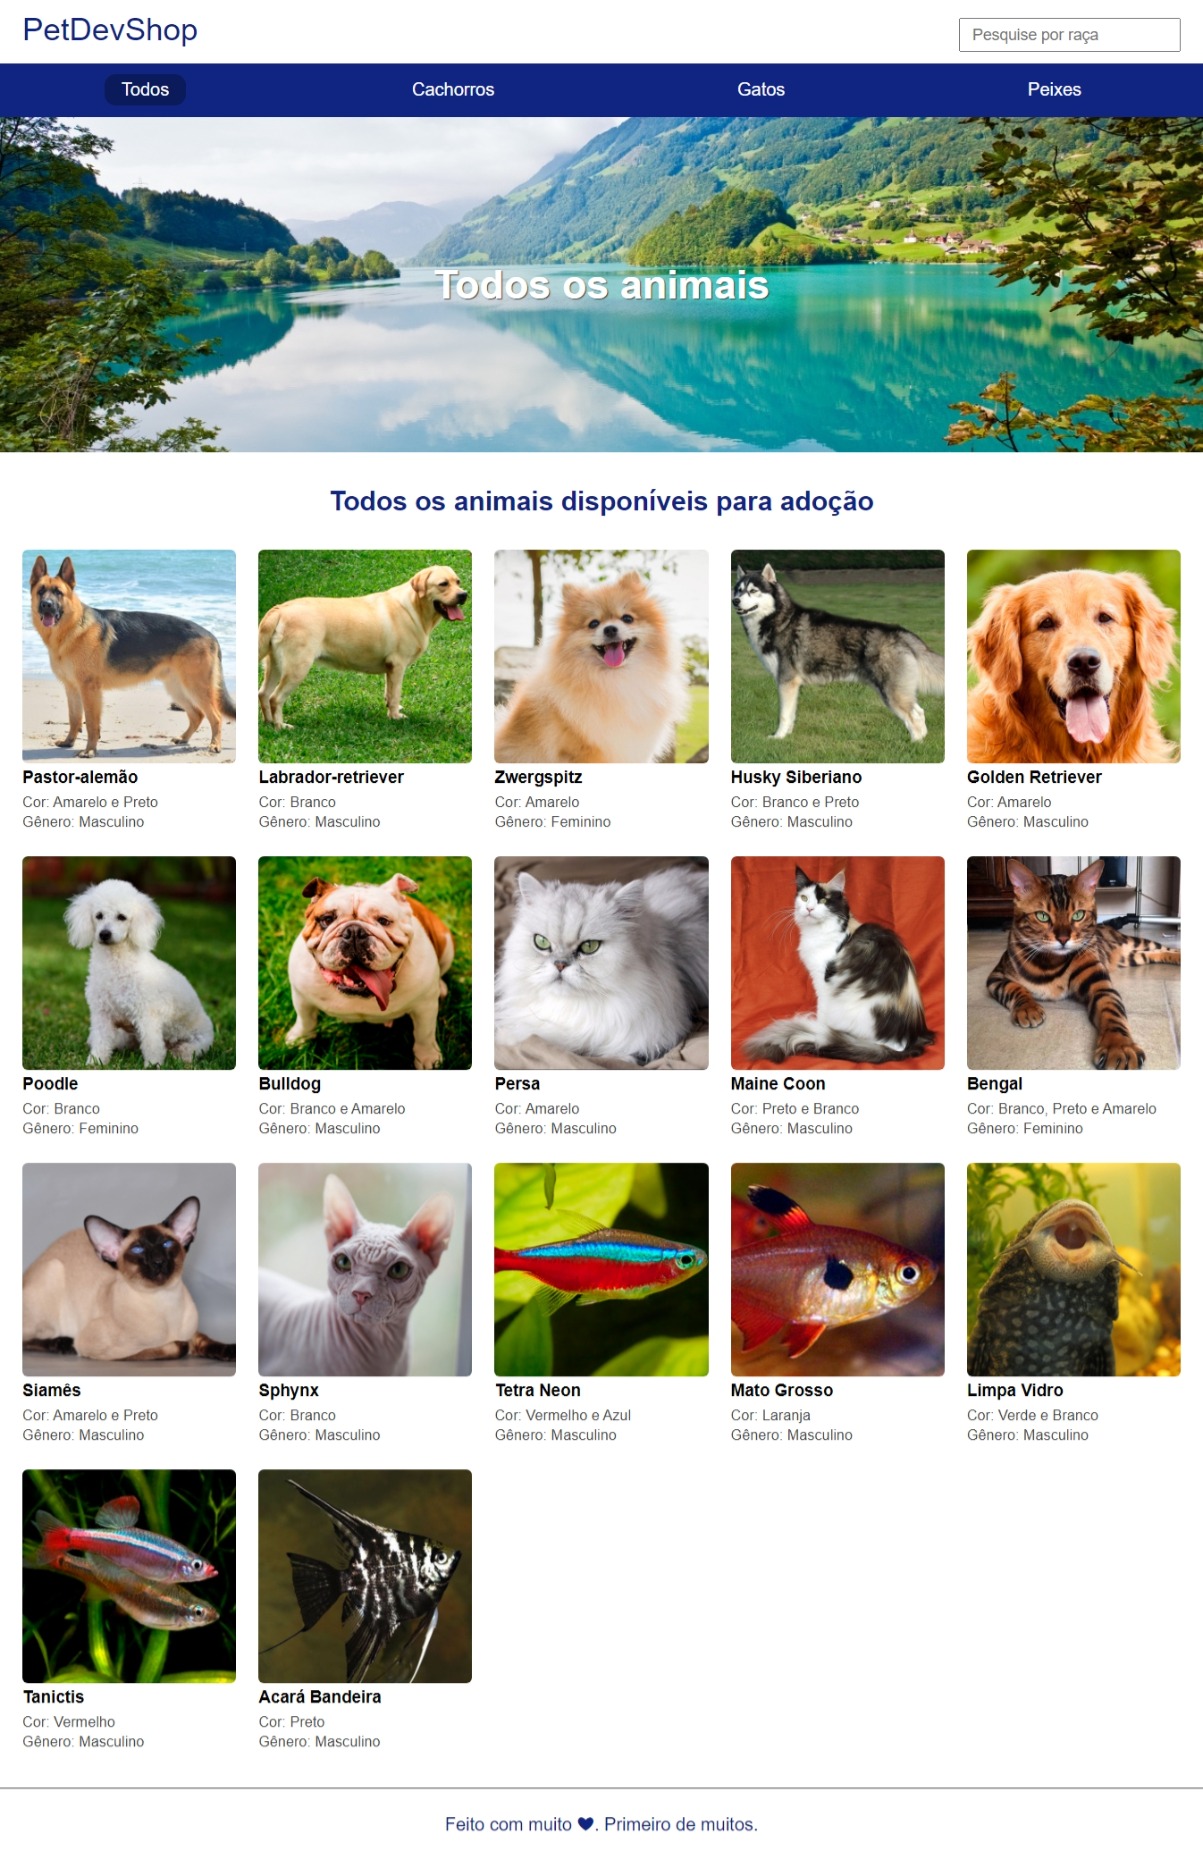 PetDevShop
Pesquise por raça
Todos
Cachorros
Gatos
Peixes
Todos os animais
Todos os animais disponíveis para adoção
Pastor-alemão
Cor: Amarelo e Preto
Gênero: Masculino
Labrador-retriever
Cor: Branco
Gênero: Masculino
Zwergspitz
Cor: Amarelo
Gênero: Feminino
Husky Siberiano
Cor: Branco e Preto
Gênero: Masculino
Golden Retriever
Cor: Amarelo
Gênero: Masculino
Poodle
Cor: Branco
Gênero: Feminino
Bulldog
Cor: Branco e Amarelo
Gênero: Masculino
Persa
Cor: Amarelo
Gênero: Masculino
Maine Coon
Cor: Preto e Branco
Gênero: Masculino
Bengal
Cor: Branco, Preto e Amarelo
Gênero: Feminino
Siamês
Cor: Amarelo e Preto
Gênero: Masculino
Sphynx
Cor: Branco
Gênero: Masculino
Tetra Neon
Cor: Vermelho e Azul
Gênero: Masculino
Mato Grosso
Cor: Laranja
Gênero: Masculino
Limpa Vidro
Cor: Verde e Branco
Gênero: Masculino
Tanictis
Cor: Vermelho
Gênero: Masculino
Acará Bandeira
Cor: Preto
Gênero: Masculino
Feito com muito ♥. Primeiro de muitos.